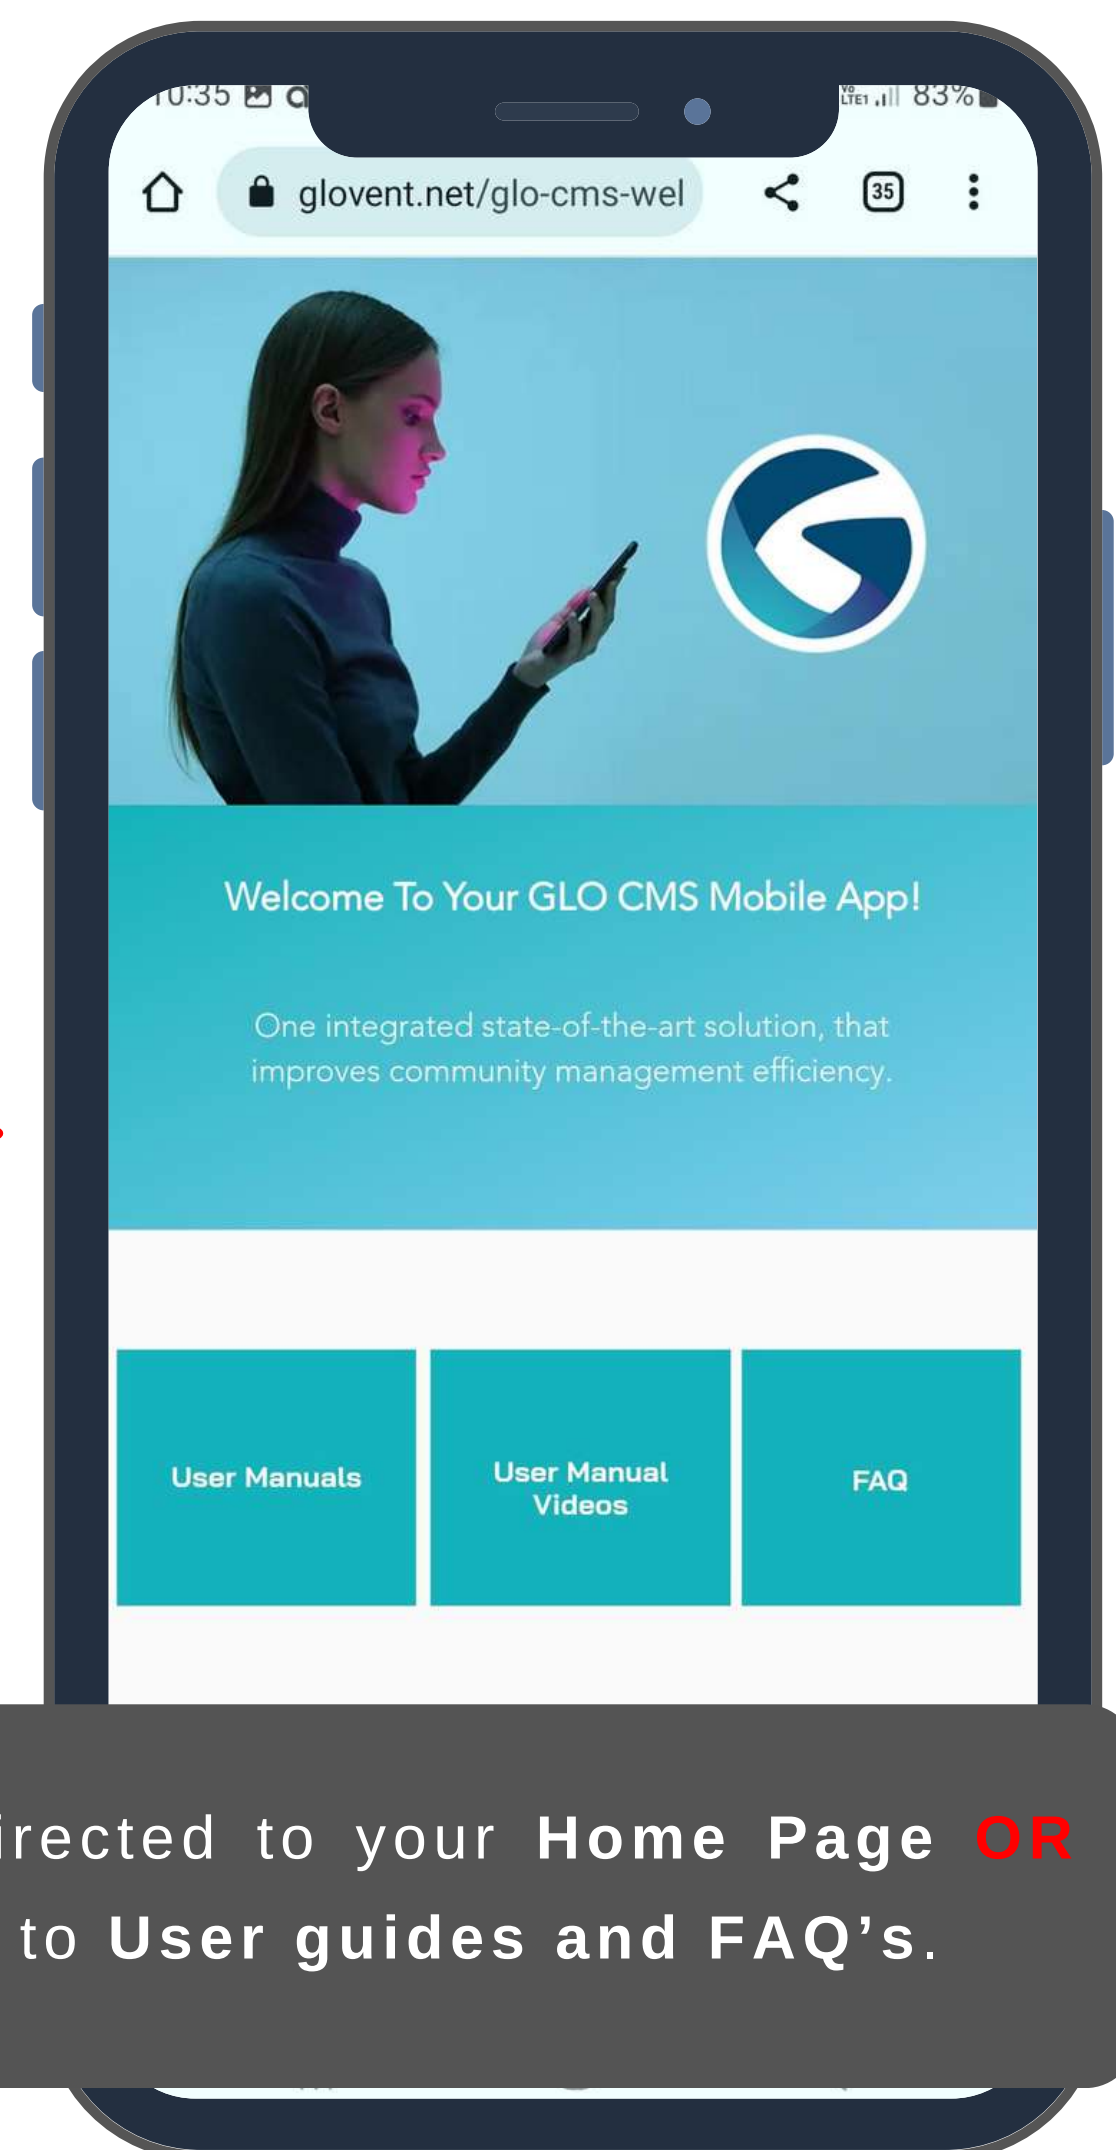 10:35
Vo
LTE1 83%
glovent.net/glo-cms-wel
35
Welcome To Your GLO CMS Mobile App!
One integrated state-of-the-art solution, that
improves community management efficiency.
User Manuals
User Manual
Videos
FAQ
irected to your Home Page OR
to User guides and FAQ’s.